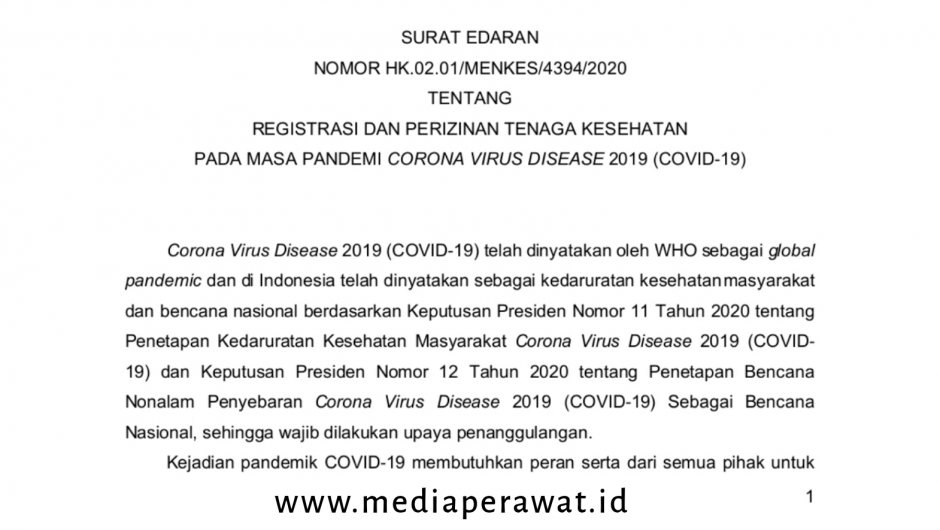 SURAT EDARAN
NOMOR HK.02.01/MENKES/4394/2020
TENTANG
REGISTRASI DAN PERIZINAN TENAGA KESEHATAN
PADA MASA PANDEMI CORONA VIRUS DISEASE 2019 (COVID-19)
Corona Virus Disease 2019 (COVID-19) telah dinyatakan oleh WHO sebagai global
pandemic dan di Indonesia telah dinyatakan sebagai kedaruratan kesehatan masyarakat
dan bencana nasional berdasarkan Keputusan Presiden Nomor 11 Tahun 2020 tentang
Penetapan Kedaruratan Kesehatan Masyarakat Corona Virus Disease 2019 (COVID-
19) dan Keputusan Presiden Nomor 12 Tahun 2020 tentang Penetapan Bencana
Nonalam Penyebaran Corona Virus Disease 2019 (COVID-19) Sebagai Bencana
Nasional, sehingga wajib dilakukan upaya penanggulangan.
Kejadian pandemik COVID-19 membutuhkan peran serta dari semua pihak untuk
1
www.mediaperawat.id